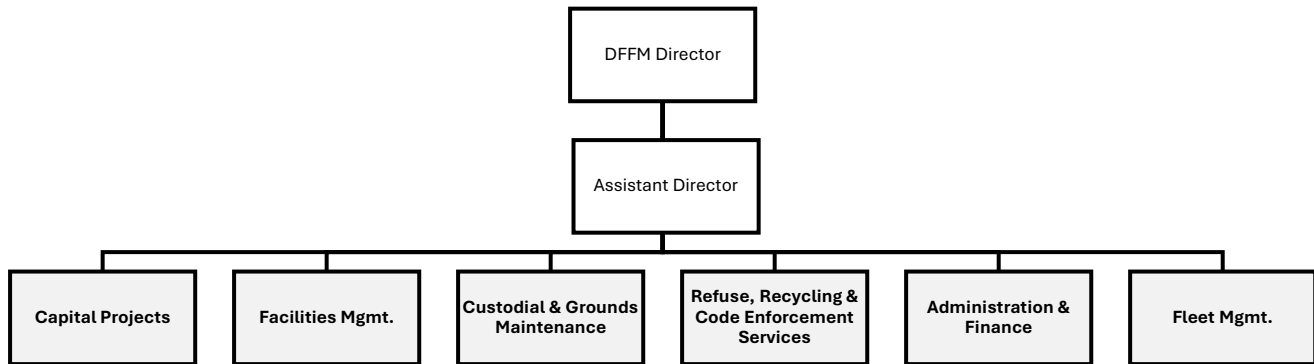 DFFM Director
Assistant Director
Capital Projects
Facilities Mgmt.
Custodial & Grounds
Maintenance
Refuse, Recycling &
Code Enforcement
Services
Administration &
Finance
Fleet Mgmt.